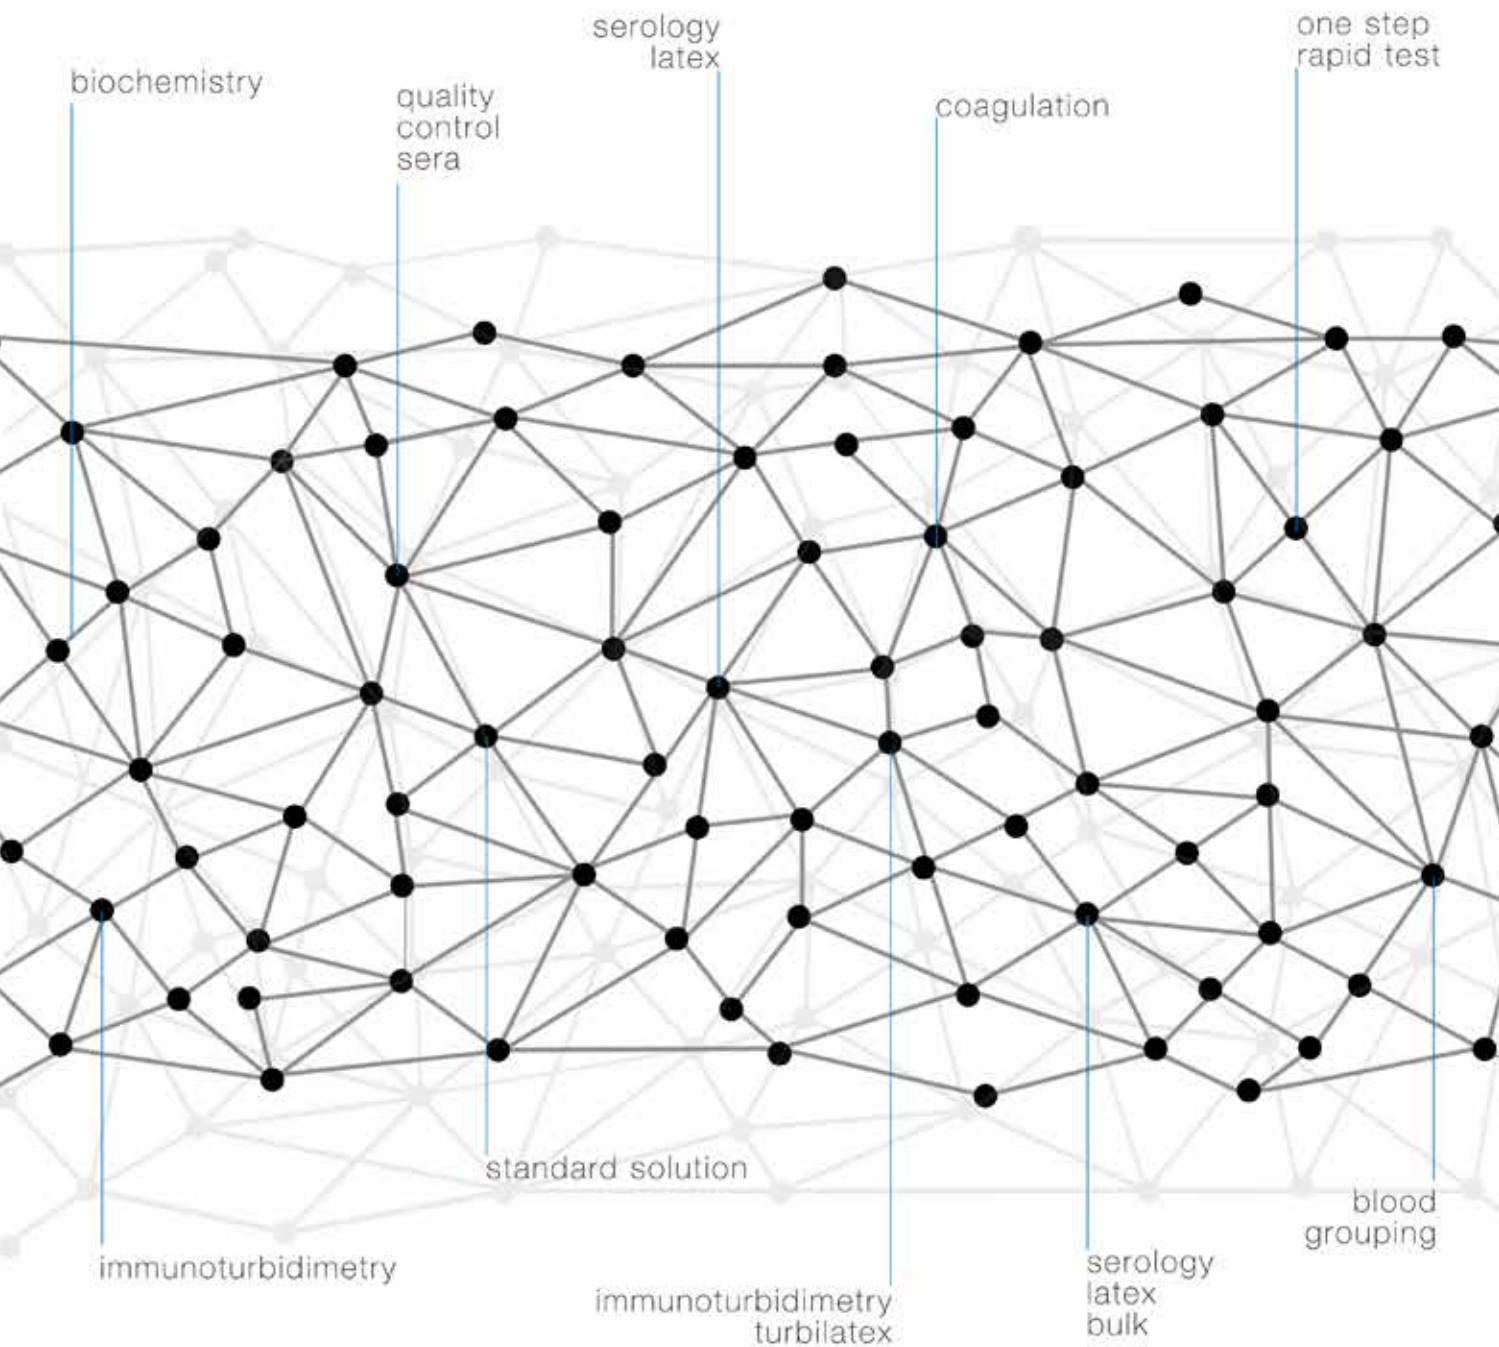 serology
latex
one step
rapid test
biochemistry
quality
control
sera
coagulation
standard solution
blood
grouping
immunoturbidimetry
serology
latex
bulk
immunoturbidimetry
turbilatex